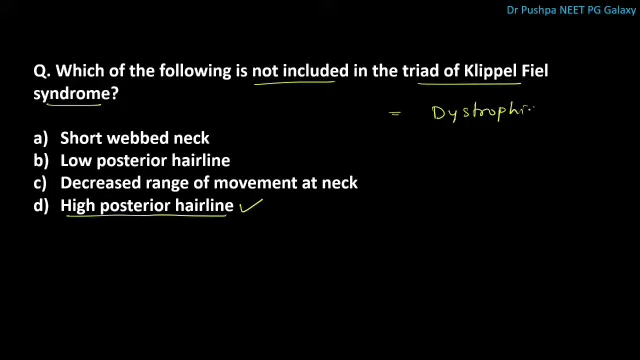 Dr Pushpa NEET PG Galaxy
Q. Which of the following is not included in the triad of Klippel Fiel
syndrome?
= Dystrophi
a) Short webbed neck
b) Low posterior hairline
c) Decreased range of movement at neck
d) High posterior hairline ✓